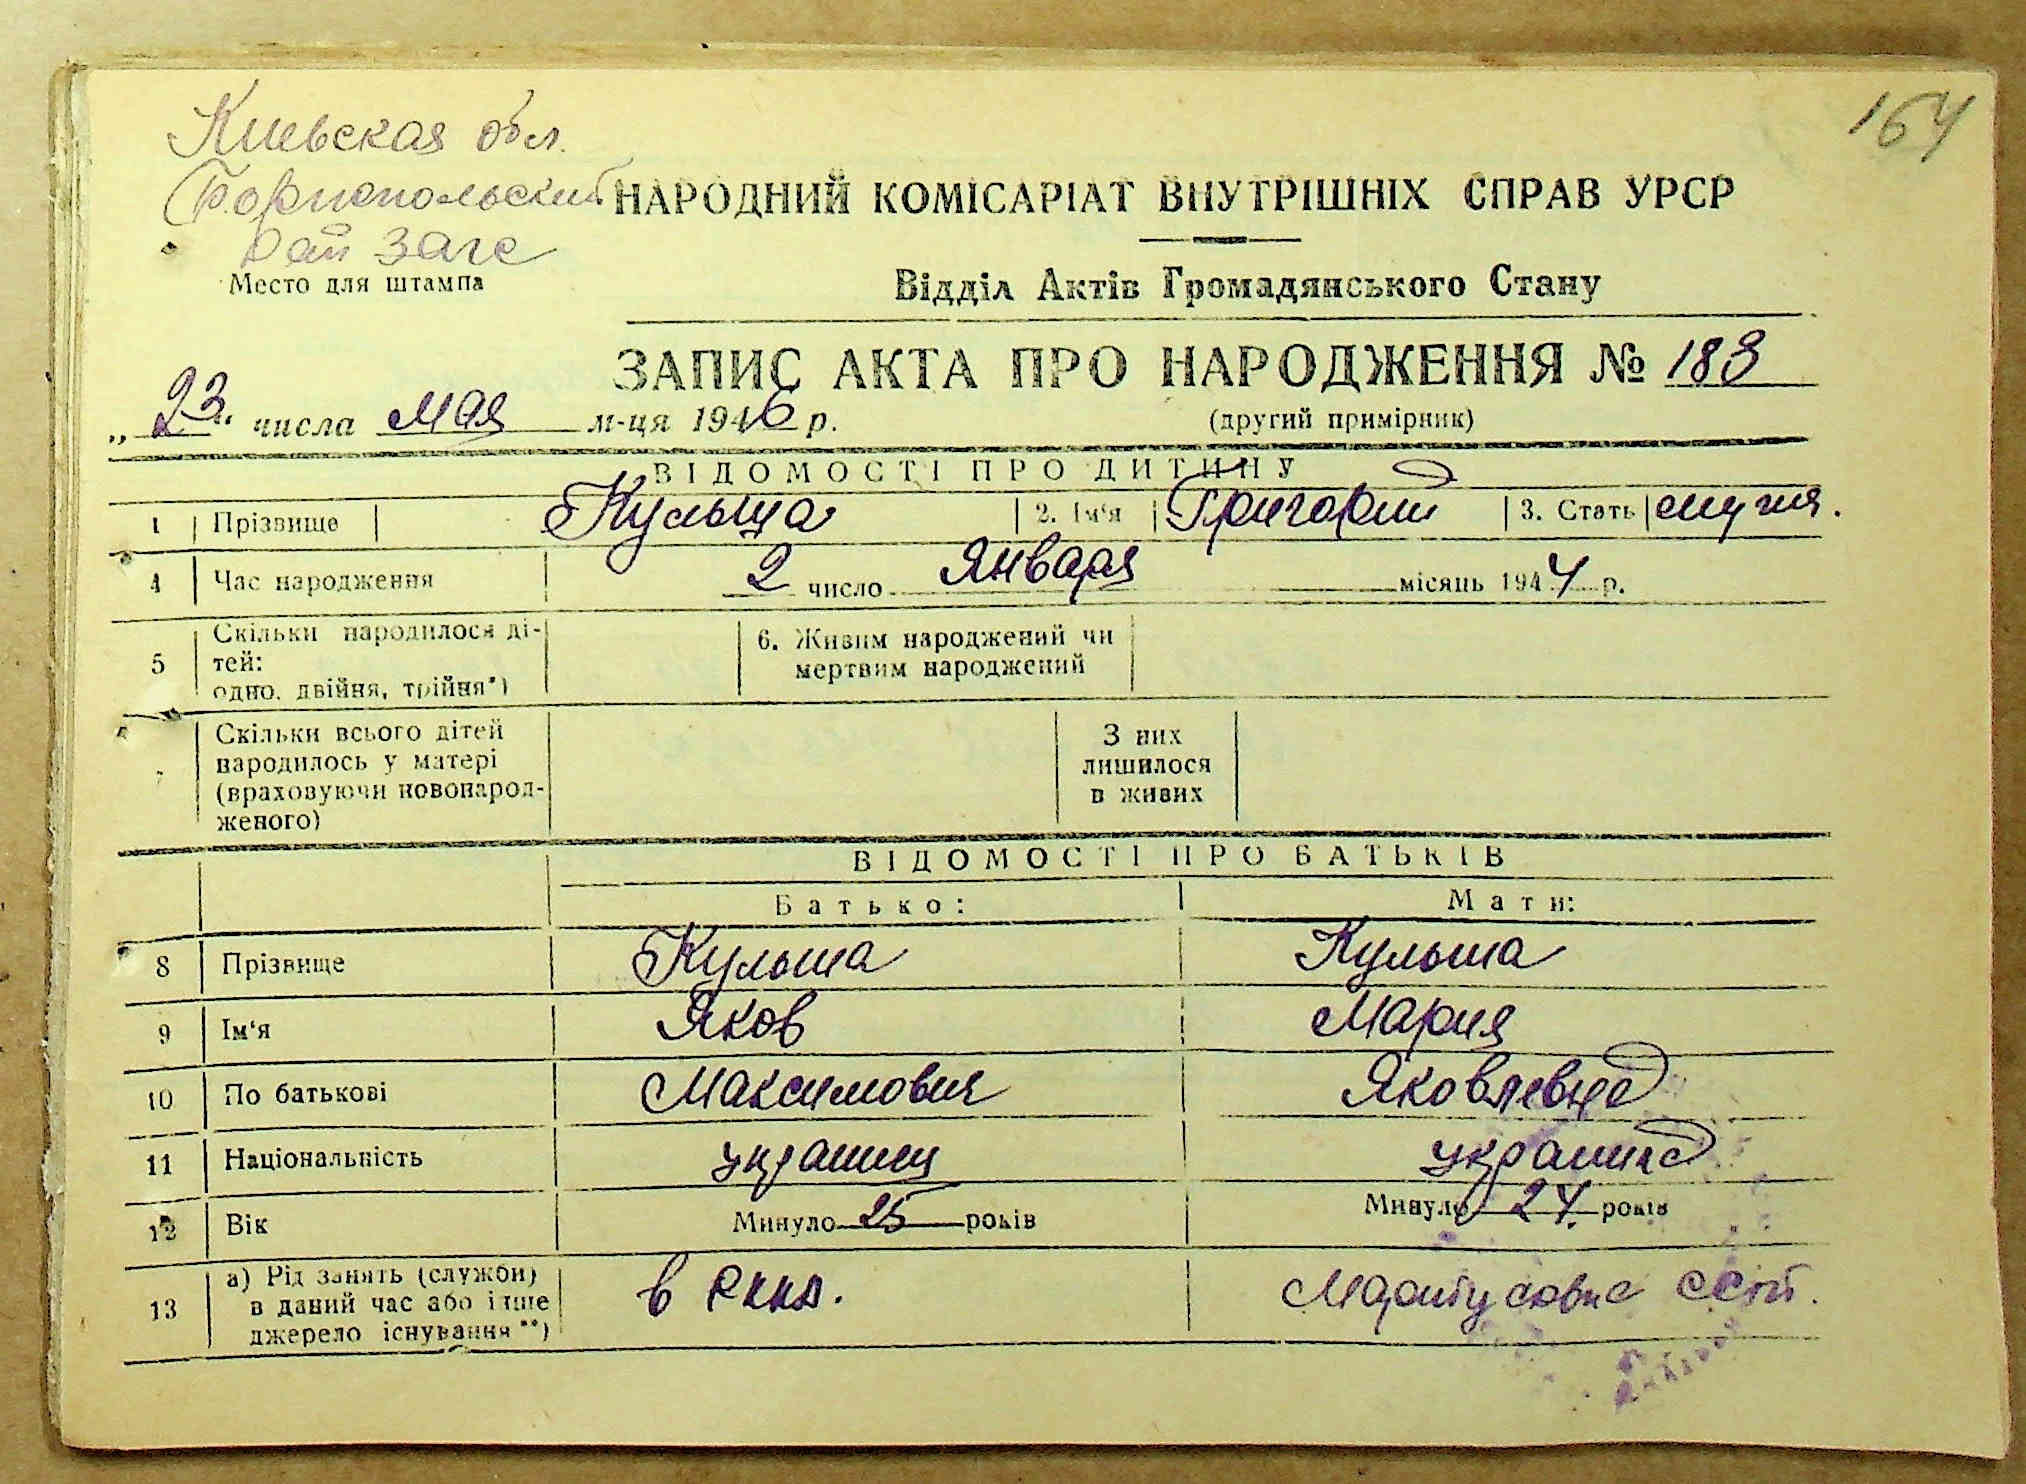 164
Киевская обл.
Бориспольский
Рай Загс
Место для штампа
НАРОДНИЙ КОМІСАРІАТ ВНУТРІШНІХ СПРАВ УРСР
Відділ Актів Громадянського Стану
ЗАПИС АКТА ПРО НАРОДЖЕННЯ № 183
„23“ числа мая м-ця 1946 р.
(другий примірник)
ВІДОМОСТІ ПРО ДИТИНУ
1 Прізвище Кульша 2. Ім‘я Григорий 3. Стать муж.
4 Час народження 2 число Января місяць 1944 р.
5 Скільки народилося ді-
тей:
одно, двійня, трійня*)
6. Живим народжений чи
мертвим народжений
7 Скільки всього дітей
народилось у матері
(враховуючи новонарод-
женого)
З них
лишилося
в живих
ВІДОМОСТІ ПРО БАТЬКІВ
Батько: Мати:
8 Прізвище Кульша Кульша
9 Ім‘я Яков Мария
10 По батькові Максимович Яковлевна
11 Національність украинец украинка
12 Вік Минуло 25 років Минуло 24 років
13 а) Рід занять (служби)
в даний час або інше
джерело існування**)
в РККА.